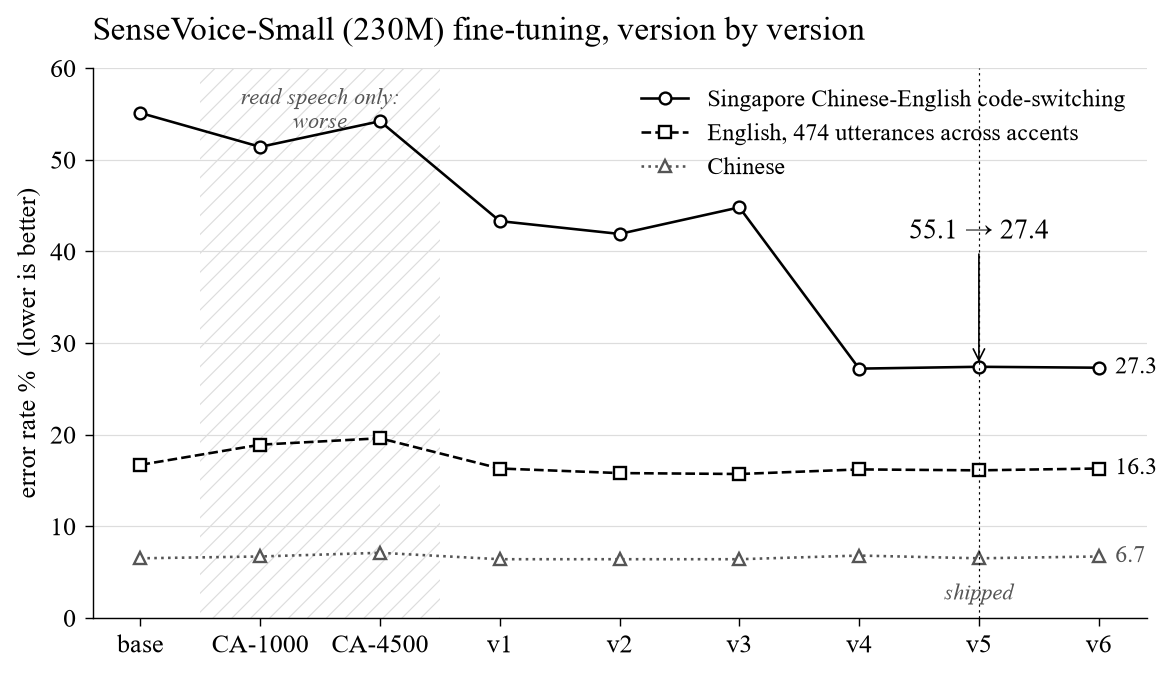 SenseVoice-Small (230M) fine-tuning, version by version
error rate %  (lower is better)
60
50
40
30
20
10
0
read speech only:
worse
Singapore Chinese-English code-switching
English, 474 utterances across accents
Chinese
55.1 → 27.4
27.3
16.3
6.7
shipped
base
CA-1000
CA-4500
v1
v2
v3
v4
v5
v6